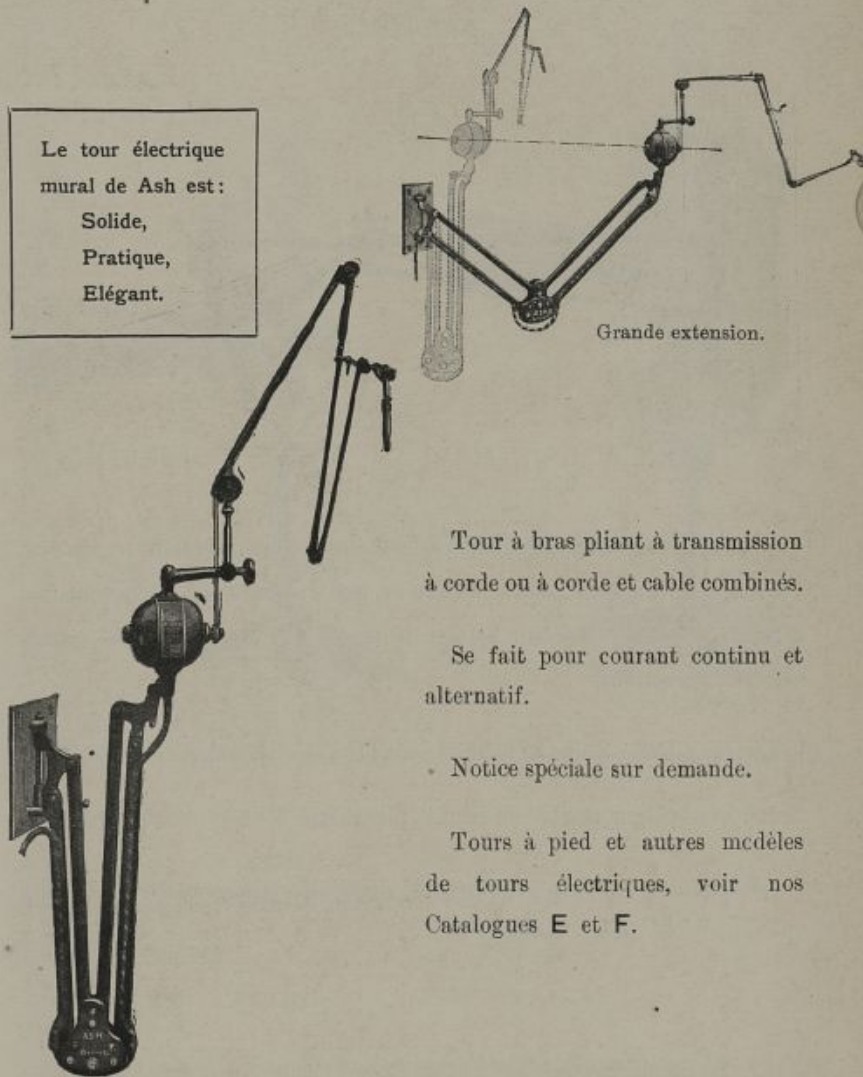 Le tour électrique
mural de Ash est:
Solide,
Pratique,
Elégant.
Grande extension.
Tour à bras pliant à transmission
à corde ou à corde et cable combinés.
Se fait pour courant continu et
alternatif.
Notice spéciale sur demande.
Tours à pied et autres modèles
de tours électriques, voir nos
Catalogues E et F.
ASH